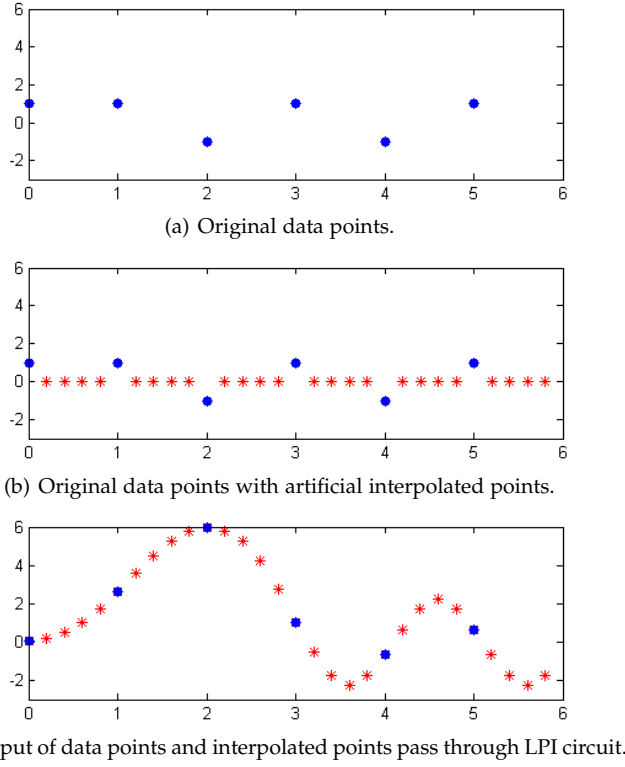 6
4
2
0
-2
0 1 2 3 4 5 6
(a) Original data points.
6
4
2
0
-2
0 1 2 3 4 5 6
(b) Original data points with artificial interpolated points.
6
4
2
0
-2
0 1 2 3 4 5 6
put of data points and interpolated points pass through LPI circuit.